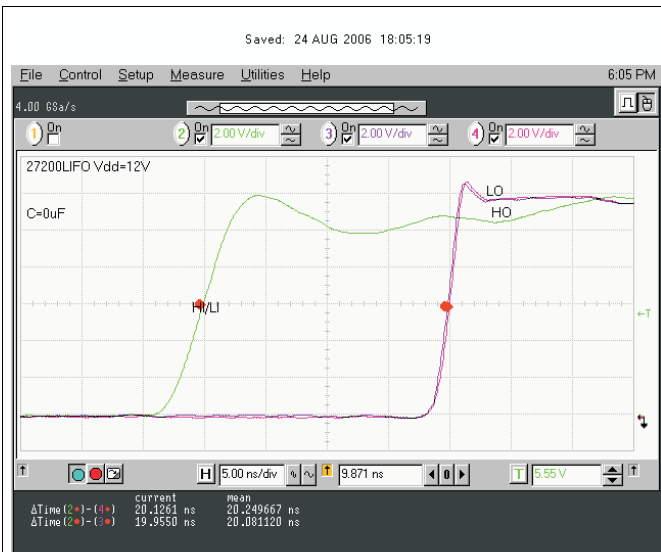 Saved: 24 AUG 2006 18:05:19
File Control Setup Measure Utilities Help 6:05 PM
4.00 GSa/s
1 On 2 On 2.00 V/div 3 On 2.00 V/div 4 On 2.00 V/div
27200LIFO Vdd=12V
LO
C=0uF
HO
HI/LI
←T
H 5.00 ns/div 9.871 ns 0 T 5.55 V
current mean
ΔTime(2●)-(4●) 20.1261 ns 20.249667 ns
ΔTime(2●)-(3●) 19.9550 ns 20.081120 ns